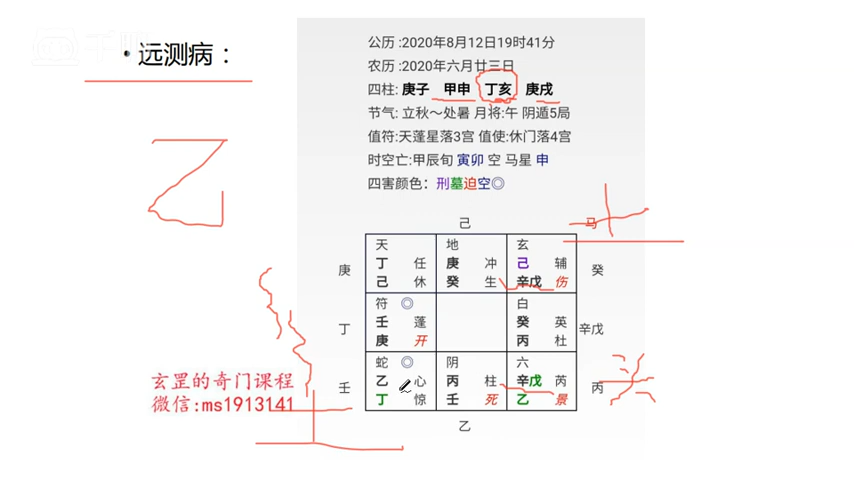 • 远测病：
公历 :2020年8月12日19时41分
农历 :2020年六月廿三日
四柱: 庚子 甲申 丁亥 庚戌
节气: 立秋～处暑 月将:午 阴遁5局
值符:天蓬星落3宫 值使:休门落4宫
时空亡:甲辰旬 寅卯 空 马星 申
四害颜色： 刑墓迫空◎
乙
己 马
天 地 玄
庚 丁 任 庚 冲 己 辅 癸
己 休 癸 生 辛戊 伤
符 ◎ 白
丁 壬 蓬 癸 英 辛戊
庚 开 丙 杜
蛇 ◎ 阴 六
壬 乙 心 丙 柱 辛戊 芮 丙
丁 惊 壬 死 乙 景
乙
玄罡的奇门课程
微信:ms1913141